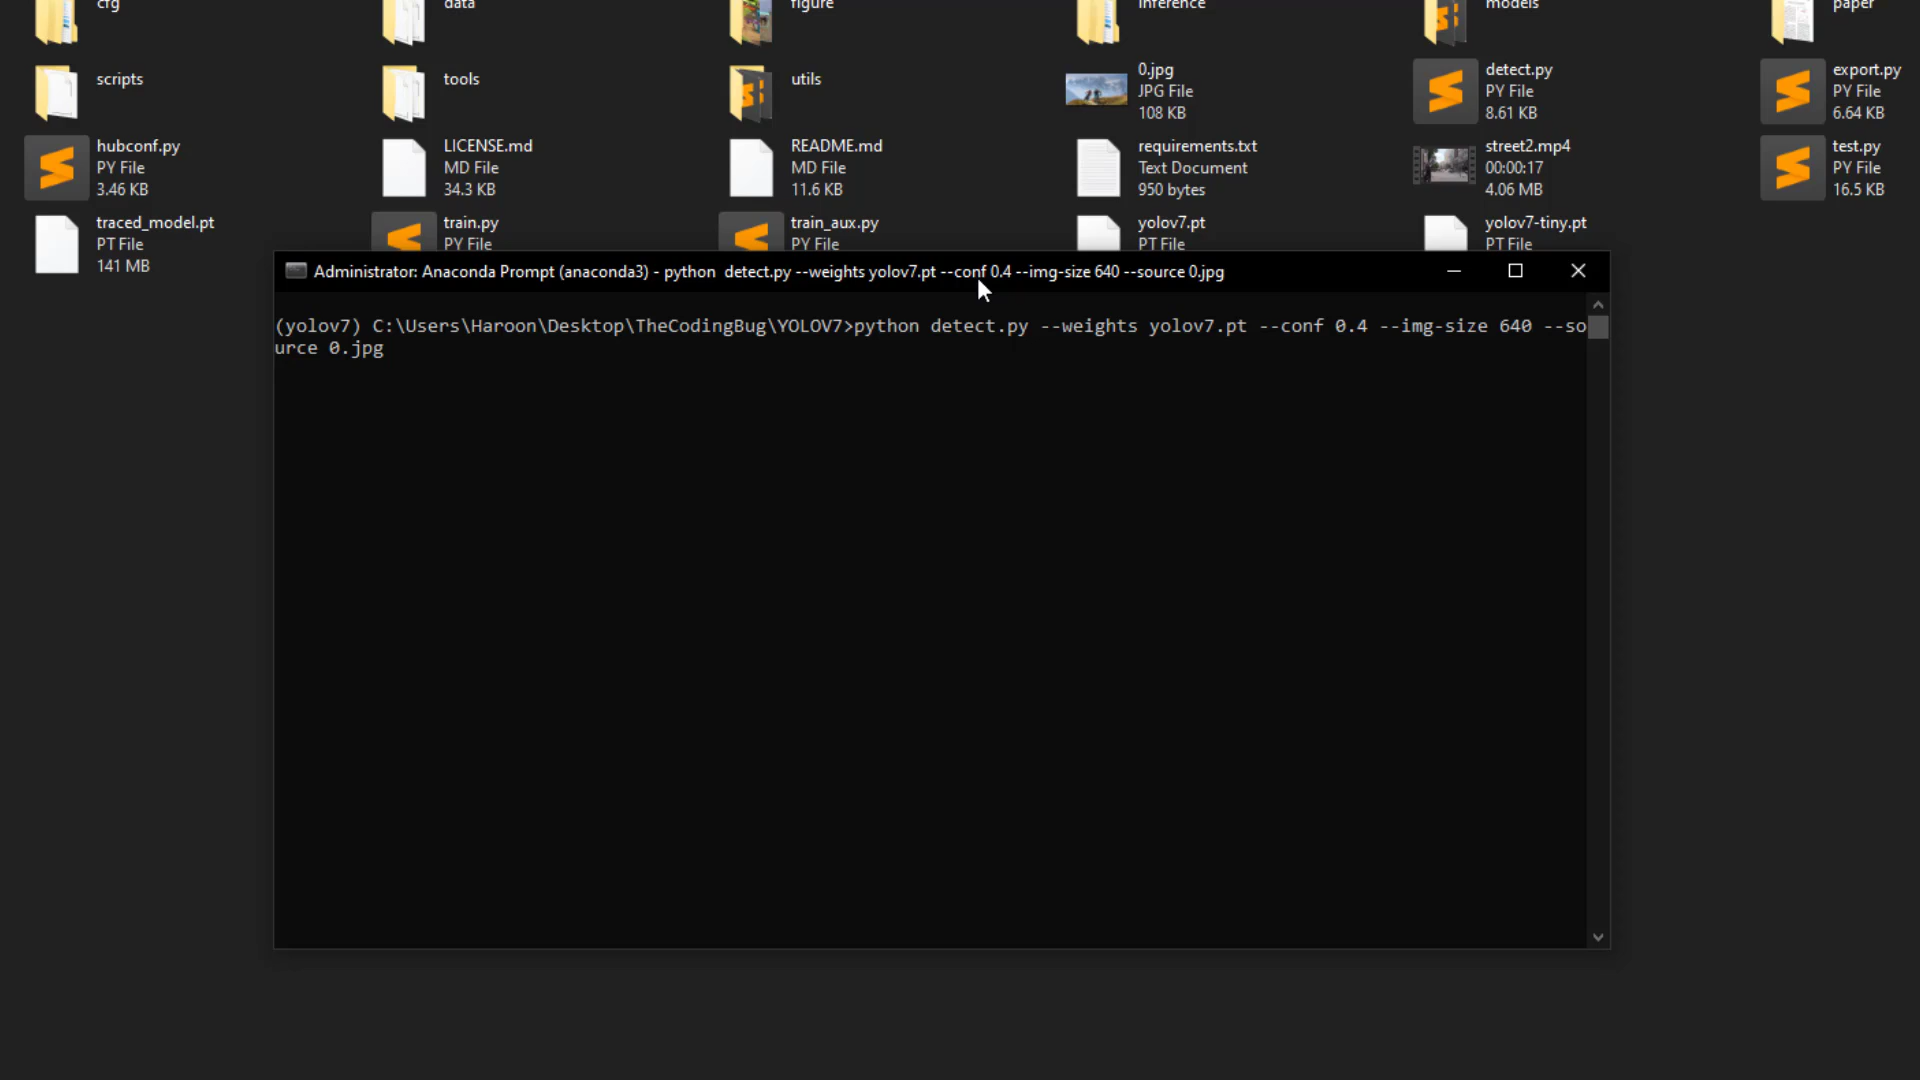 cfg
data
figure
inference
models
paper
scripts
tools
utils
0.jpg
JPG File
108 KB
detect.py
PY File
8.61 KB
export.py
PY File
6.64 KB
hubconf.py
PY File
3.46 KB
LICENSE.md
MD File
34.3 KB
README.md
MD File
11.6 KB
requirements.txt
Text Document
950 bytes
street2.mp4
00:00:17
4.06 MB
test.py
PY File
16.5 KB
traced_model.pt
PT File
141 MB
train.py
PY File
train_aux.py
PY File
yolov7.pt
PT File
yolov7-tiny.pt
PT File
Administrator: Anaconda Prompt (anaconda3) - python  detect.py --weights yolov7.pt --conf 0.4 --img-size 640 --source 0.jpg
(yolov7) C:\Users\Haroon\Desktop\TheCodingBug\YOLOV7>python detect.py --weights yolov7.pt --conf 0.4 --img-size 640 --so
urce 0.jpg